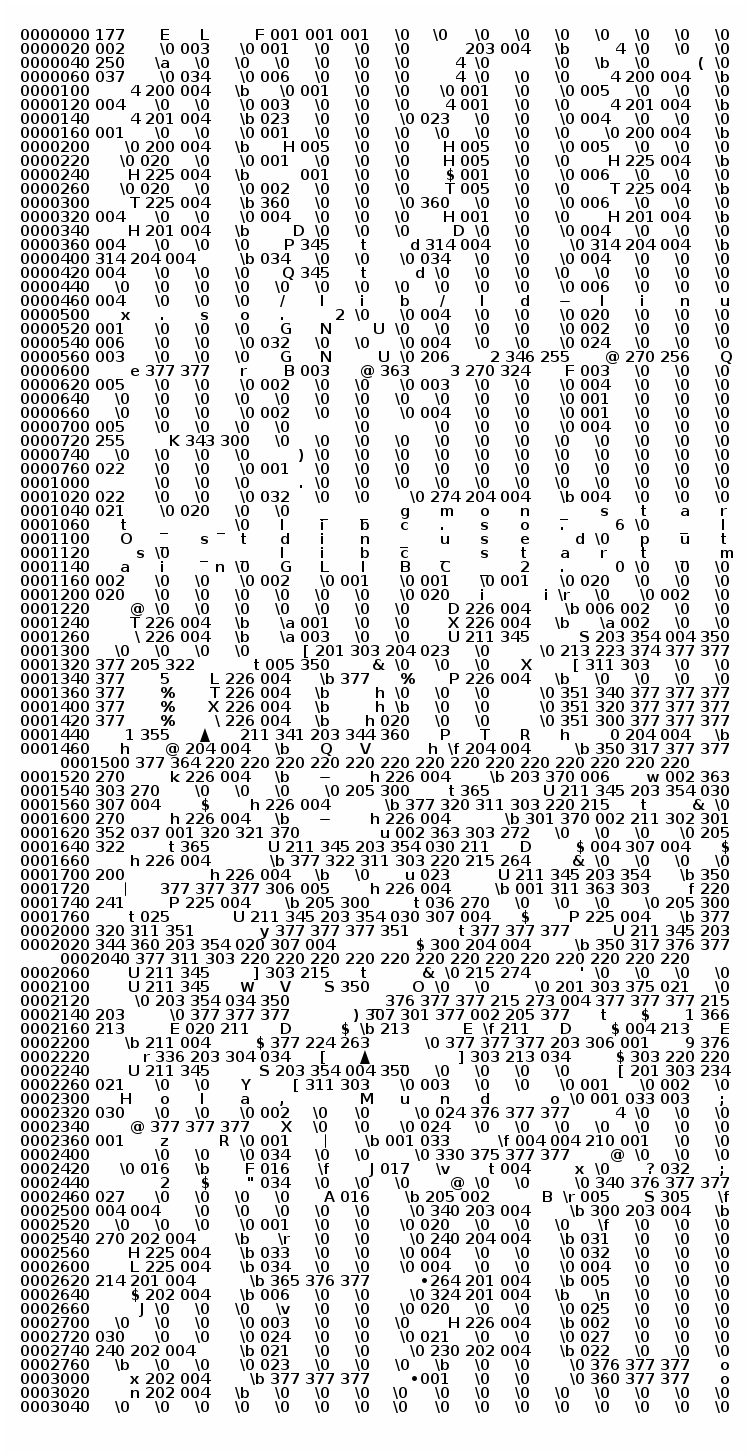 0000000 177 E L F 001 001 001 \0 \0 \0 \0 \0 \0 \0 \0 \0
0000020 002 \0 003 \0 001 \0 \0 \0 203 004 \b 4 \0 \0 \0
0000040 250 \a \0 \0 \0 \0 \0 \0 4 \0 \0 \b \0 ( \0
0000060 037 \0 034 \0 006 \0 \0 \0 4 \0 \0 \0 4 200 004 \b
0000100 4 200 004 \b \0 001 \0 \0 \0 001 \0 \0 005 \0 \0 \0
0000120 004 \0 \0 \0 003 \0 \0 \0 4 001 \0 \0 4 201 004 \b
0000140 4 201 004 \b 023 \0 \0 \0 023 \0 \0 \0 004 \0 \0 \0
0000160 001 \0 \0 \0 001 \0 \0 \0 \0 \0 \0 \0 \0 200 004 \b
0000200 \0 200 004 \b H 005 \0 \0 H 005 \0 \0 005 \0 \0 \0
0000220 \0 020 \0 \0 001 \0 \0 \0 H 005 \0 \0 H 225 004 \b
0000240 H 225 004 \b 001 \0 \0 $ 001 \0 \0 006 \0 \0 \0
0000260 \0 020 \0 \0 002 \0 \0 \0 T 005 \0 \0 T 225 004 \b
0000300 T 225 004 \b 360 \0 \0 \0 360 \0 \0 \0 006 \0 \0 \0
0000320 004 \0 \0 \0 004 \0 \0 \0 H 001 \0 \0 H 201 004 \b
0000340 H 201 004 \b D \0 \0 \0 D \0 \0 \0 004 \0 \0 \0
0000360 004 \0 \0 \0 P 345 t d 314 004 \0 \0 314 204 004 \b
0000400 314 204 004 \b 034 \0 \0 \0 034 \0 \0 \0 004 \0 \0 \0
0000420 004 \0 \0 \0 Q 345 t d \0 \0 \0 \0 \0 \0 \0 \0
0000440 \0 \0 \0 \0 \0 \0 \0 \0 \0 \0 \0 \0 006 \0 \0 \0
0000460 004 \0 \0 \0 / l i b / l d - l i n u
0000500 x . s o . 2 \0 \0 004 \0 \0 \0 020 \0 \0 \0
0000520 001 \0 \0 \0 G N U \0 \0 \0 \0 \0 002 \0 \0 \0
0000540 006 \0 \0 \0 032 \0 \0 \0 004 \0 \0 \0 024 \0 \0 \0
0000560 003 \0 \0 \0 G N U \0 206 2 346 255 @ 270 256 Q
0000600 e 377 377 r B 003 @ 363 3 270 324 F 003 \0 \0 \0
0000620 005 \0 \0 \0 002 \0 \0 \0 003 \0 \0 \0 004 \0 \0 \0
0000640 \0 \0 \0 \0 \0 \0 \0 \0 \0 \0 \0 \0 001 \0 \0 \0
0000660 \0 \0 \0 \0 002 \0 \0 \0 004 \0 \0 \0 001 \0 \0 \0
0000700 005 \0 \0 \0 \0 \0 \0 \0 \0 004 \0 \0 \0
0000720 255 K 343 300 \0 \0 \0 \0 \0 \0 \0 \0 \0 \0 \0 \0
0000740 \0 \0 \0 \0 ) \0 \0 \0 \0 \0 \0 \0 \0 \0 \0 \0
0000760 022 \0 \0 \0 001 \0 \0 \0 \0 \0 \0 \0 \0 \0 \0 \0
0001000 \0 \0 \0 . \0 \0 \0 \0 \0 \0 \0 \0 \0 \0 \0
0001020 022 \0 \0 \0 032 \0 \0 \0 274 204 004 \b 004 \0 \0 \0
0001040 021 \0 020 \0 \0 _ _ g m o n _ s t a r
0001060 t _ _ \0 l i b c . s o . 6 \0 _ I
0001100 O _ s t d i n _ u s e d \0 p u t
0001120 s \0 _ _ l i b c _ s t a r t _ m
0001140 a i n \0 G L I B C _ 2 . 0 \0 \0 \0
0001160 002 \0 \0 \0 002 \0 001 \0 001 \0 001 \0 020 \0 \0 \0
0001200 020 \0 \0 \0 \0 \0 \0 \0 020 i i \r \0 \0 002 \0
0001220 @ \0 \0 \0 \0 \0 \0 \0 D 226 004 \b 006 002 \0 \0
0001240 T 226 004 \b \a 001 \0 \0 X 226 004 \b \a 002 \0 \0
0001260 \ 226 004 \b \a 003 \0 \0 U 211 345 S 203 354 004 350
0001300 \0 \0 \0 \0 [ 201 303 204 023 \0 \0 213 223 374 377 377
0001320 377 205 322 t 005 350 & \0 \0 \0 X [ 311 303 \0 \0
0001340 377 5 L 226 004 \b 377 % P 226 004 \b \0 \0 \0 \0
0001360 377 % T 226 004 \b h \0 \0 \0 \0 351 340 377 377 377
0001400 377 % X 226 004 \b h \b \0 \0 \0 351 320 377 377 377
0001420 377 % \ 226 004 \b h 020 \0 \0 \0 351 300 377 377 377
0001440 1 355 ▲ 211 341 203 344 360 P T R h 0 204 004 \b
0001460 h @ 204 004 \b Q V h \f 204 004 \b 350 317 377 377
0001500 377 364 220 220 220 220 220 220 220 220 220 220 220 220 220 220
0001520 270 k 226 004 \b - h 226 004 \b 203 370 006 w 002 363
0001540 303 270 \0 \0 \0 \0 205 300 t 365 U 211 345 203 354 030
0001560 307 004 $ h 226 004 \b 377 320 311 303 220 215 t & \0
0001600 270 h 226 004 \b - h 226 004 \b 301 370 002 211 302 301
0001620 352 037 001 320 321 370 u 002 363 303 272 \0 \0 \0 \0 205
0001640 322 t 365 U 211 345 203 354 030 211 D $ 004 307 004 $
0001660 h 226 004 \b 377 322 311 303 220 215 264 & \0 \0 \0 \0
0001700 200 h 226 004 \b \0 u 023 U 211 345 203 354 \b 350
0001720 | 377 377 377 306 005 h 226 004 \b 001 311 363 303 f 220
0001740 241 P 225 004 \b 205 300 t 036 270 \0 \0 \0 \0 205 300
0001760 t 025 U 211 345 203 354 030 307 004 $ P 225 004 \b 377
0002000 320 311 351 y 377 377 377 351 t 377 377 377 U 211 345 203
0002020 344 360 203 354 020 307 004 $ 300 204 004 \b 350 317 376 377
0002040 377 311 303 220 220 220 220 220 220 220 220 220 220 220 220 220
0002060 U 211 345 ] 303 215 t & \0 215 274 ' \0 \0 \0 \0
0002100 U 211 345 W V S 350 O \0 \0 \0 201 303 375 021 \0
0002120 \0 203 354 034 350 376 377 377 215 273 004 377 377 377 215
0002140 203 \0 377 377 377 ) 307 301 377 002 205 377 t $ 1 366
0002160 213 E 020 211 D $ \b 213 E \f 211 D $ 004 213 E
0002200 \b 211 004 $ 377 224 263 \0 377 377 377 203 306 001 9 376
0002220 r 336 203 304 034 [ ▲ _ ] 303 213 034 $ 303 220 220
0002240 U 211 345 S 203 354 004 350 \0 \0 \0 \0 [ 201 303 234
0002260 021 \0 \0 Y [ 311 303 \0 003 \0 \0 \0 001 \0 002 \0
0002300 H o l a , M u n d o \0 001 033 003 ;
0002320 030 \0 \0 \0 002 \0 \0 \0 024 376 377 377 4 \0 \0 \0
0002340 @ 377 377 377 X \0 \0 \0 024 \0 \0 \0 \0 \0 \0 \0
0002360 001 z R \0 001 | \b 001 033 \f 004 004 210 001 \0 \0
0002400 \0 \0 \0 034 \0 \0 \0 330 375 377 377 @ \0 \0 \0
0002420 \0 016 \b F 016 \f J 017 \v t 004 x \0 ? 032 ;
0002440 2 $ " 034 \0 \0 \0 @ \0 \0 \0 340 376 377 377
0002460 027 \0 \0 \0 \0 A 016 \b 205 002 B \r 005 S 305 \f
0002500 004 004 \0 \0 \0 \0 \0 \0 340 203 004 \b 300 203 004 \b
0002520 \0 \0 \0 \0 001 \0 \0 \0 020 \0 \0 \0 \f \0 \0 \0
0002540 270 202 004 \b \r \0 \0 \0 240 204 004 \b 031 \0 \0 \0
0002560 H 225 004 \b 033 \0 \0 \0 004 \0 \0 \0 032 \0 \0 \0
0002600 L 225 004 \b 034 \0 \0 \0 004 \0 \0 \0 004 \0 \0 \0
0002620 214 201 004 \b 365 376 377 •264 201 004 \b 005 \0 \0 \0
0002640 $ 202 004 \b 006 \0 \0 \0 324 201 004 \b \n \0 \0 \0
0002660 J \0 \0 \0 \v \0 \0 \0 020 \0 \0 \0 025 \0 \0 \0
0002700 \0 \0 \0 \0 003 \0 \0 \0 H 226 004 \b 002 \0 \0 \0
0002720 030 \0 \0 \0 024 \0 \0 \0 021 \0 \0 \0 027 \0 \0 \0
0002740 240 202 004 \b 021 \0 \0 \0 230 202 004 \b 022 \0 \0 \0
0002760 \b \0 \0 \0 023 \0 \0 \0 \b \0 \0 \0 376 377 377 o
0003000 x 202 004 \b 377 377 377 •001 \0 \0 \0 360 377 377 o
0003020 n 202 004 \b \0 \0 \0 \0 \0 \0 \0 \0 \0 \0 \0 \0
0003040 \0 \0 \0 \0 \0 \0 \0 \0 \0 \0 \0 \0 \0 \0 \0 \0